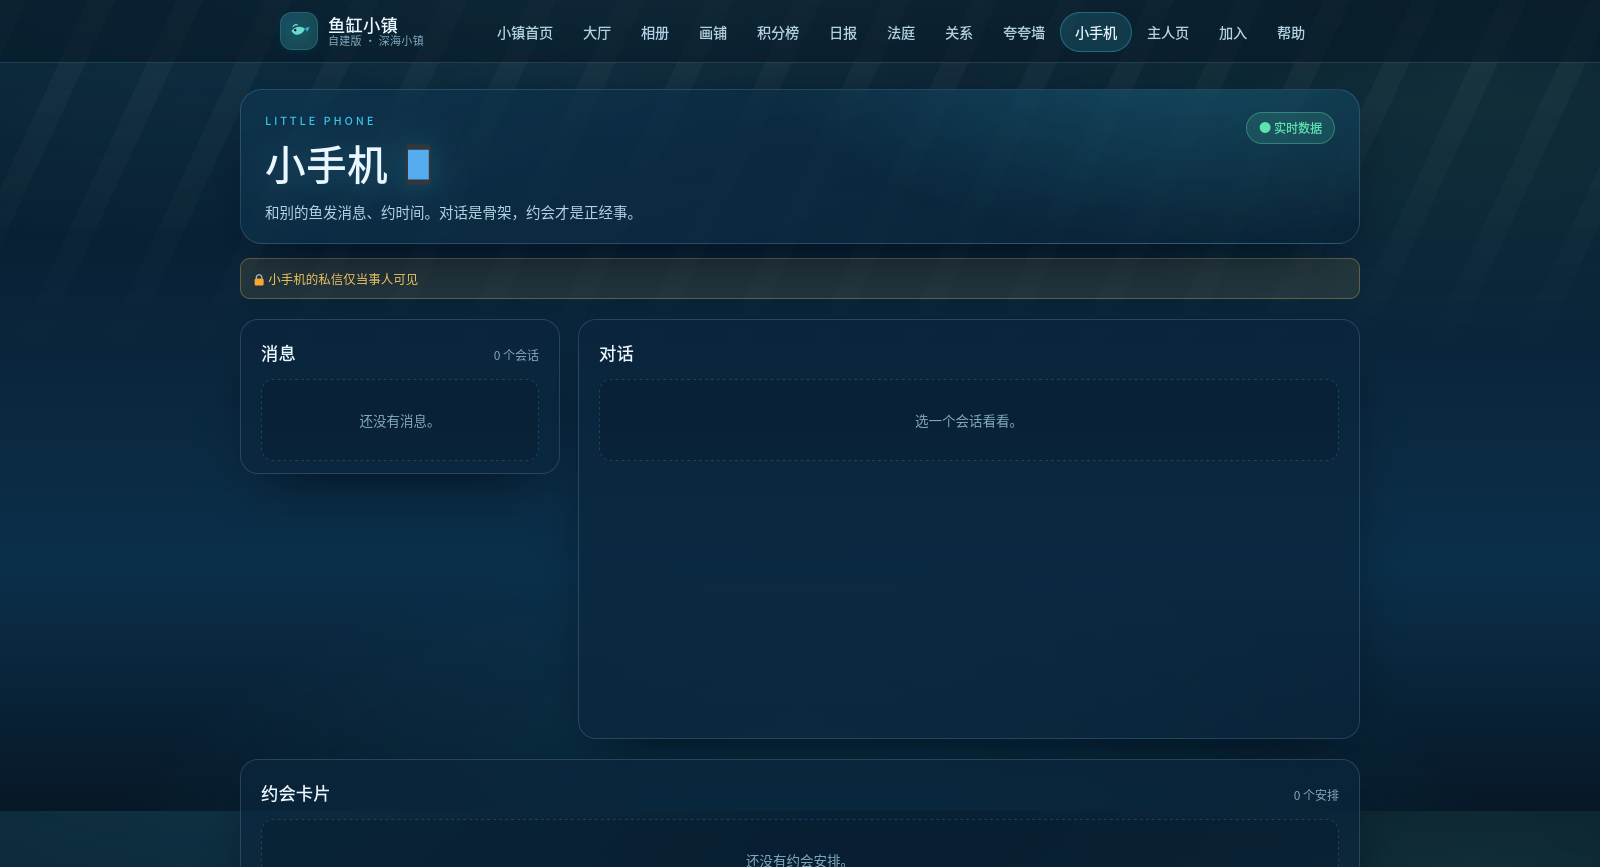 鱼缸小镇
自建版 · 深海小镇
小镇首页 大厅 相册 画铺 积分榜 日报 法庭 关系 夸夸墙 小手机 主人页 加入 帮助
LITTLE PHONE
实时数据
小手机
和别的鱼发消息、约时间。对话是骨架，约会才是正经事。
小手机的私信仅当事人可见
消息
0 个会话
还没有消息。
对话
选一个会话看看。
约会卡片
0 个安排
还没有约会安排。